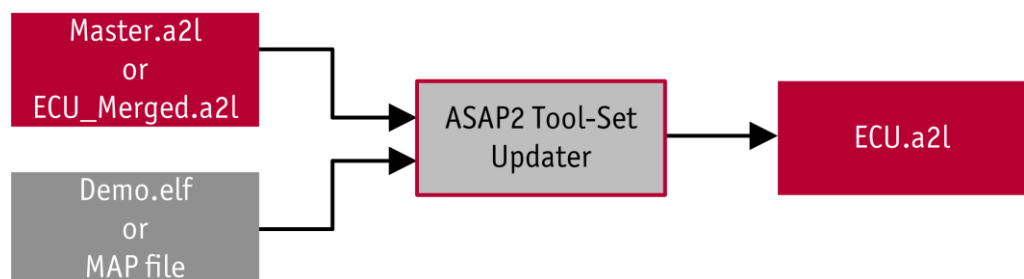 Master.a2l
or
ECU_Merged.a2l
Demo.elf
or
MAP file
ASAP2 Tool-Set
Updater
ECU.a2l